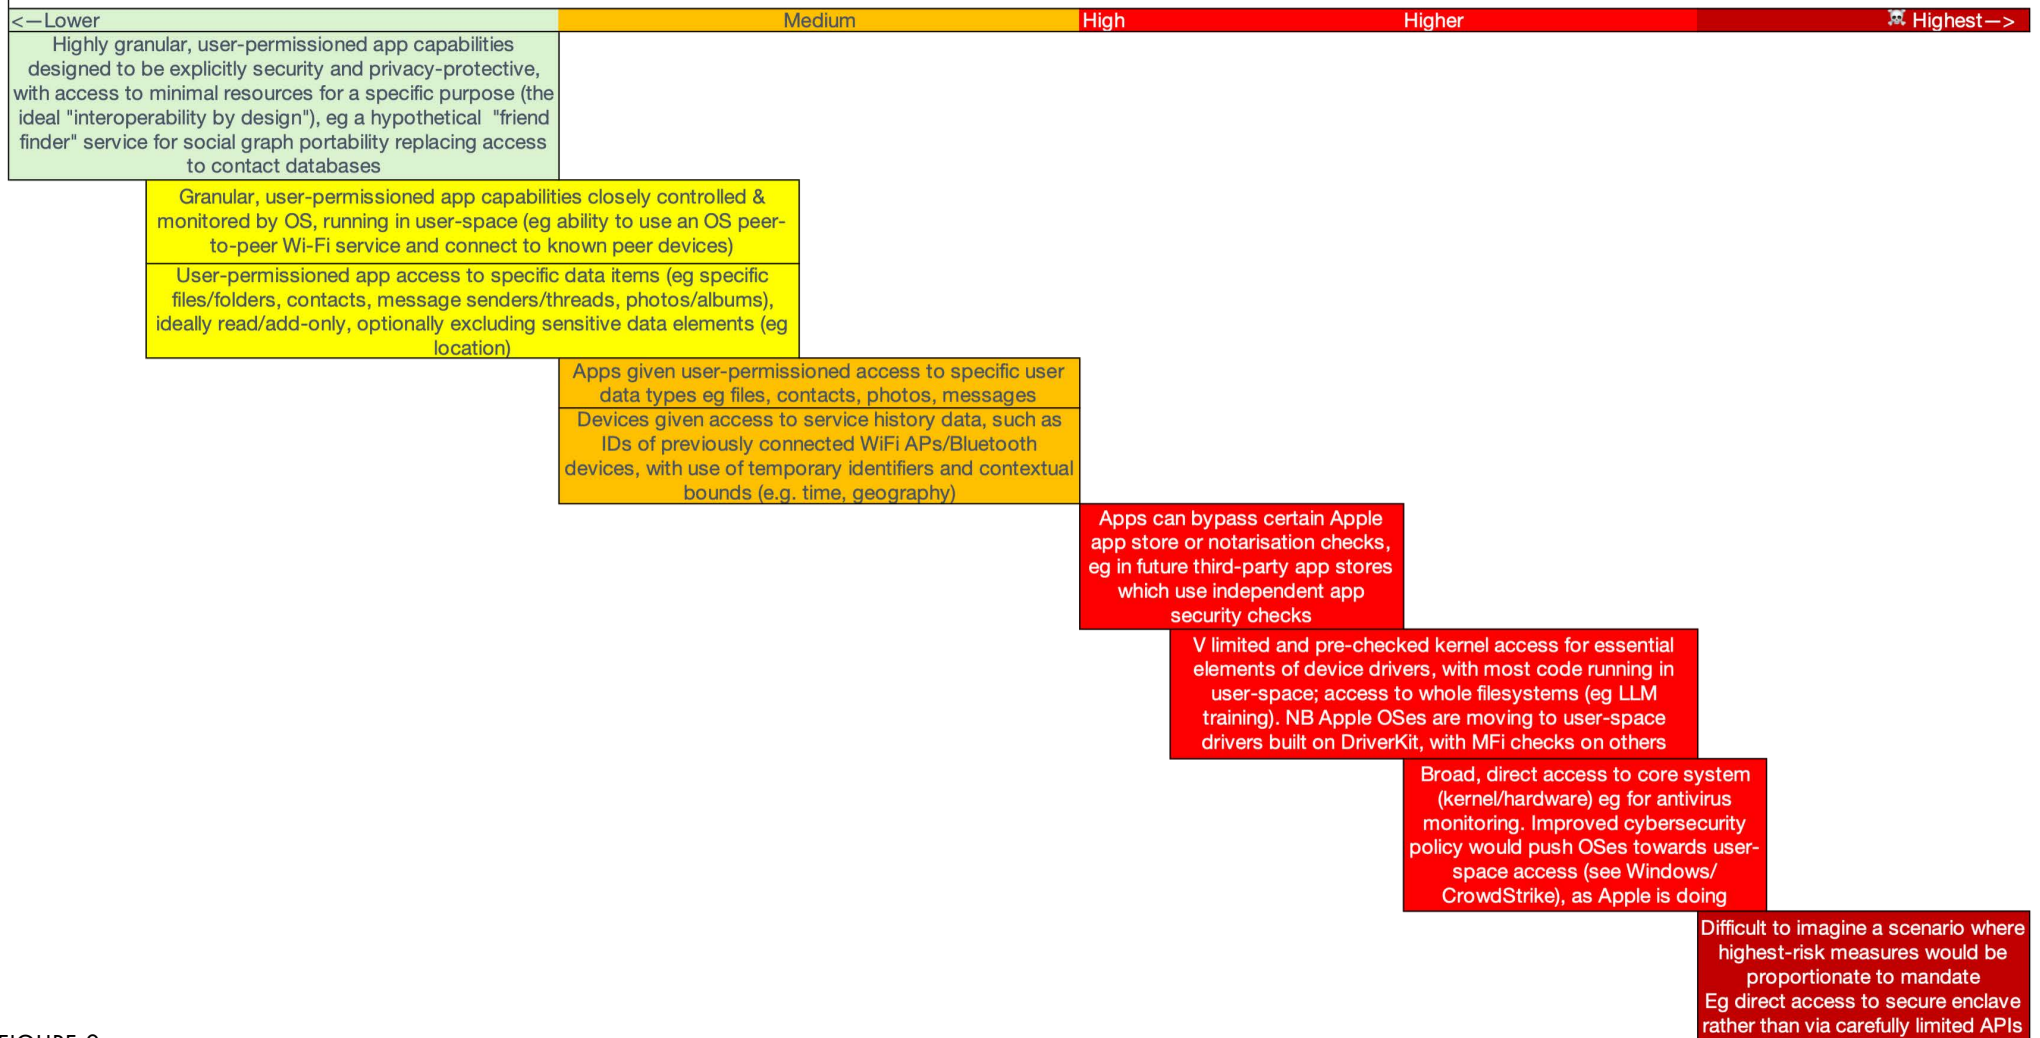 <—Lower
Medium
High
Higher
☠️ Highest—>
Highly granular, user-permissioned app capabilities
designed to be explicitly security and privacy-protective,
with access to minimal resources for a specific purpose (the
ideal "interoperability by design"), eg a hypothetical "friend
finder" service for social graph portability replacing access
to contact databases
Granular, user-permissioned app capabilities closely controlled &
monitored by OS, running in user-space (eg ability to use an OS peer-
to-peer Wi-Fi service and connect to known peer devices)
User-permissioned app access to specific data items (eg specific
files/folders, contacts, message senders/threads, photos/albums),
ideally read/add-only, optionally excluding sensitive data elements (eg
location)
Apps given user-permissioned access to specific user
data types eg files, contacts, photos, messages
Devices given access to service history data, such as
IDs of previously connected WiFi APs/Bluetooth
devices, with use of temporary identifiers and contextual
bounds (e.g. time, geography)
Apps can bypass certain Apple
app store or notarisation checks,
eg in future third-party app stores
which use independent app
security checks
V limited and pre-checked kernel access for essential
elements of device drivers, with most code running in
user-space; access to whole filesystems (eg LLM
training). NB Apple OSes are moving to user-space
drivers built on DriverKit, with MFi checks on others
Broad, direct access to core system
(kernel/hardware) eg for antivirus
monitoring. Improved cybersecurity
policy would push OSes towards user-
space access (see Windows/
CrowdStrike), as Apple is doing
Difficult to imagine a scenario where
highest-risk measures would be
proportionate to mandate
Eg direct access to secure enclave
rather than via carefully limited APIs